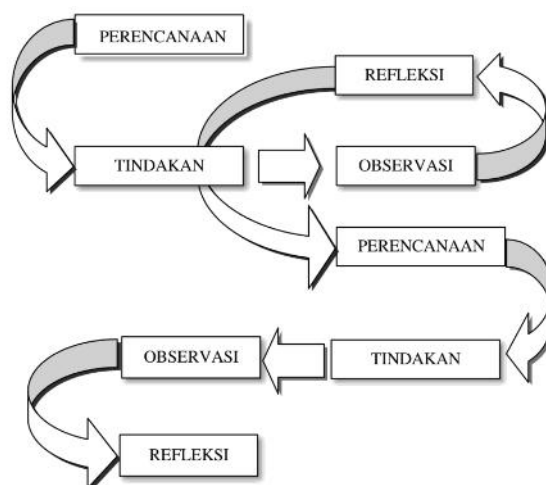 PERENCANAAN
REFLEKSI
TINDAKAN
OBSERVASI
PERENCANAAN
OBSERVASI
TINDAKAN
REFLEKSI